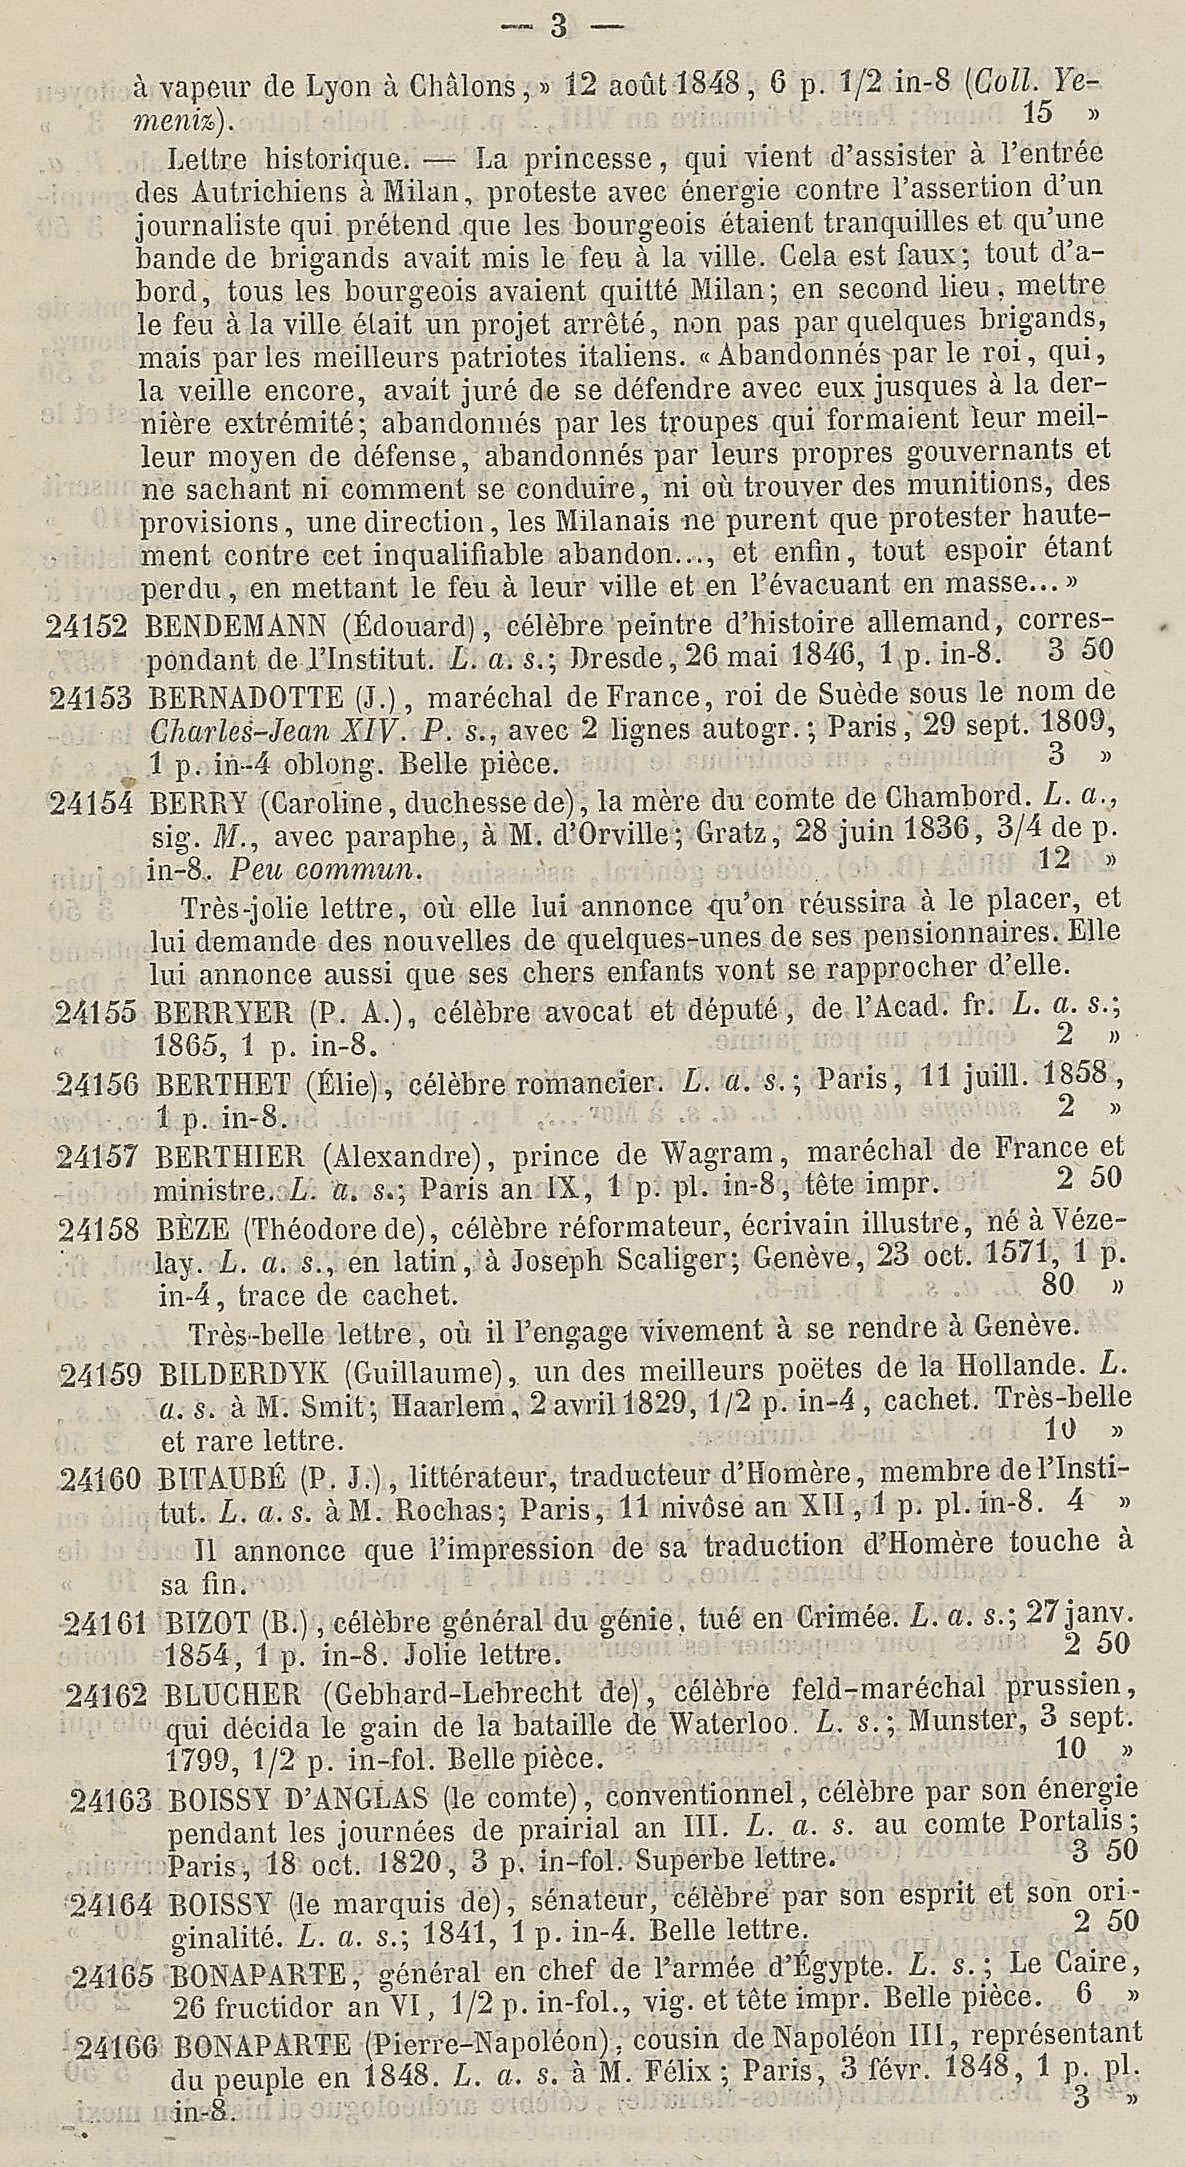 — 3 —
à vapeur de Lyon à Châlons, » 12 août 1848, 6 p. 1/2 in-8 (Coll. Ye-
meniz). 15 »
Lettre historique. — La princesse, qui vient d'assister à l'entrée
des Autrichiens à Milan, proteste avec énergie contre l'assertion d'un
journaliste qui prétend que les bourgeois étaient tranquilles et qu'une
bande de brigands avait mis le feu à la ville. Cela est faux; tout d'a-
bord, tous les bourgeois avaient quitté Milan; en second lieu, mettre
le feu à la ville était un projet arrêté, non pas par quelques brigands,
mais par les meilleurs patriotes italiens. « Abandonnés par le roi, qui,
la veille encore, avait juré de se défendre avec eux jusques à la der-
nière extrémité; abandonnés par les troupes qui formaient leur meil-
leur moyen de défense, abandonnés par leurs propres gouvernants et
ne sachant ni comment se conduire, ni où trouver des munitions, des
provisions, une direction, les Milanais ne purent que protester haute-
ment contre cet inqualifiable abandon..., et enfin, tout espoir étant
perdu, en mettant le feu à leur ville et en l'évacuant en masse... »
24152 BENDEMANN (Édouard), célèbre peintre d'histoire allemand, corres-
pondant de l'Institut. L. a. s.; Dresde, 26 mai 1846, 1 p. in-8. 3 50
24153 BERNADOTTE (J.), maréchal de France, roi de Suède sous le nom de
Charles-Jean XIV. P. s., avec 2 lignes autogr.; Paris, 29 sept. 1809,
1 p. in-4 oblong. Belle pièce. 3 »
24154 BERRY (Caroline, duchesse de), la mère du comte de Chambord. L. a.,
sig. M., avec paraphe, à M. d'Orville; Gratz, 28 juin 1836, 3/4 de p.
in-8. Peu commun. 12 »
Très-jolie lettre, où elle lui annonce qu'on réussira à le placer, et
lui demande des nouvelles de quelques-unes de ses pensionnaires. Elle
lui annonce aussi que ses chers enfants vont se rapprocher d'elle.
24155 BERRYER (P. A.), célèbre avocat et député, de l'Acad. fr. L. a. s.;
1865, 1 p. in-8. 2 »
24156 BERTHET (Élie), célèbre romancier. L. a. s.; Paris, 11 juill. 1858,
1 p. in-8. 2 »
24157 BERTHIER (Alexandre), prince de Wagram, maréchal de France et
ministre. L. a. s.; Paris an IX, 1 p. pl. in-8, tête impr. 2 50
24158 BÈZE (Théodore de), célèbre réformateur, écrivain illustre, né à Véze-
lay. L. a. s., en latin, à Joseph Scaliger; Genève, 23 oct. 1571, 1 p.
in-4, trace de cachet. 80 »
Très-belle lettre, où il l'engage vivement à se rendre à Genève.
24159 BILDERDYK (Guillaume), un des meilleurs poëtes de la Hollande. L.
a. s. à M. Smit; Haarlem, 2 avril 1829, 1/2 p. in-4, cachet. Très-belle
et rare lettre. 10 »
24160 BITAUBÉ (P. J.), littérateur, traducteur d'Homère, membre de l'Insti-
tut. L. a. s. à M. Rochas; Paris, 11 nivôse an XII, 1 p. pl. in-8. 4 »
Il annonce que l'impression de sa traduction d'Homère touche à
sa fin.
24161 BIZOT (B.), célèbre général du génie, tué en Crimée. L. a. s.; 27 janv.
1854, 1 p. in-8. Jolie lettre. 2 50
24162 BLUCHER (Gebhard-Lebrecht de), célèbre feld-maréchal prussien,
qui décida le gain de la bataille de Waterloo. L. s.; Munster, 3 sept.
1799, 1/2 p. in-fol. Belle pièce. 10 »
24163 BOISSY D'ANGLAS (le comte), conventionnel, célèbre par son énergie
pendant les journées de prairial an III. L. a. s. au comte Portalis;
Paris, 18 oct. 1820, 3 p. in-fol. Superbe lettre. 3 50
24164 BOISSY (le marquis de), sénateur, célèbre par son esprit et son ori-
ginalité. L. a. s.; 1841, 1 p. in-4. Belle lettre. 2 50
24165 BONAPARTE, général en chef de l'armée d'Égypte. L. s.; Le Caire,
26 fructidor an VI, 1/2 p. in-fol., vig. et tête impr. Belle pièce. 6 »
24166 BONAPARTE (Pierre-Napoléon), cousin de Napoléon III, représentant
du peuple en 1848. L. a. s. à M. Félix; Paris, 3 févr. 1848, 1 p. pl.
in-8. 3 »